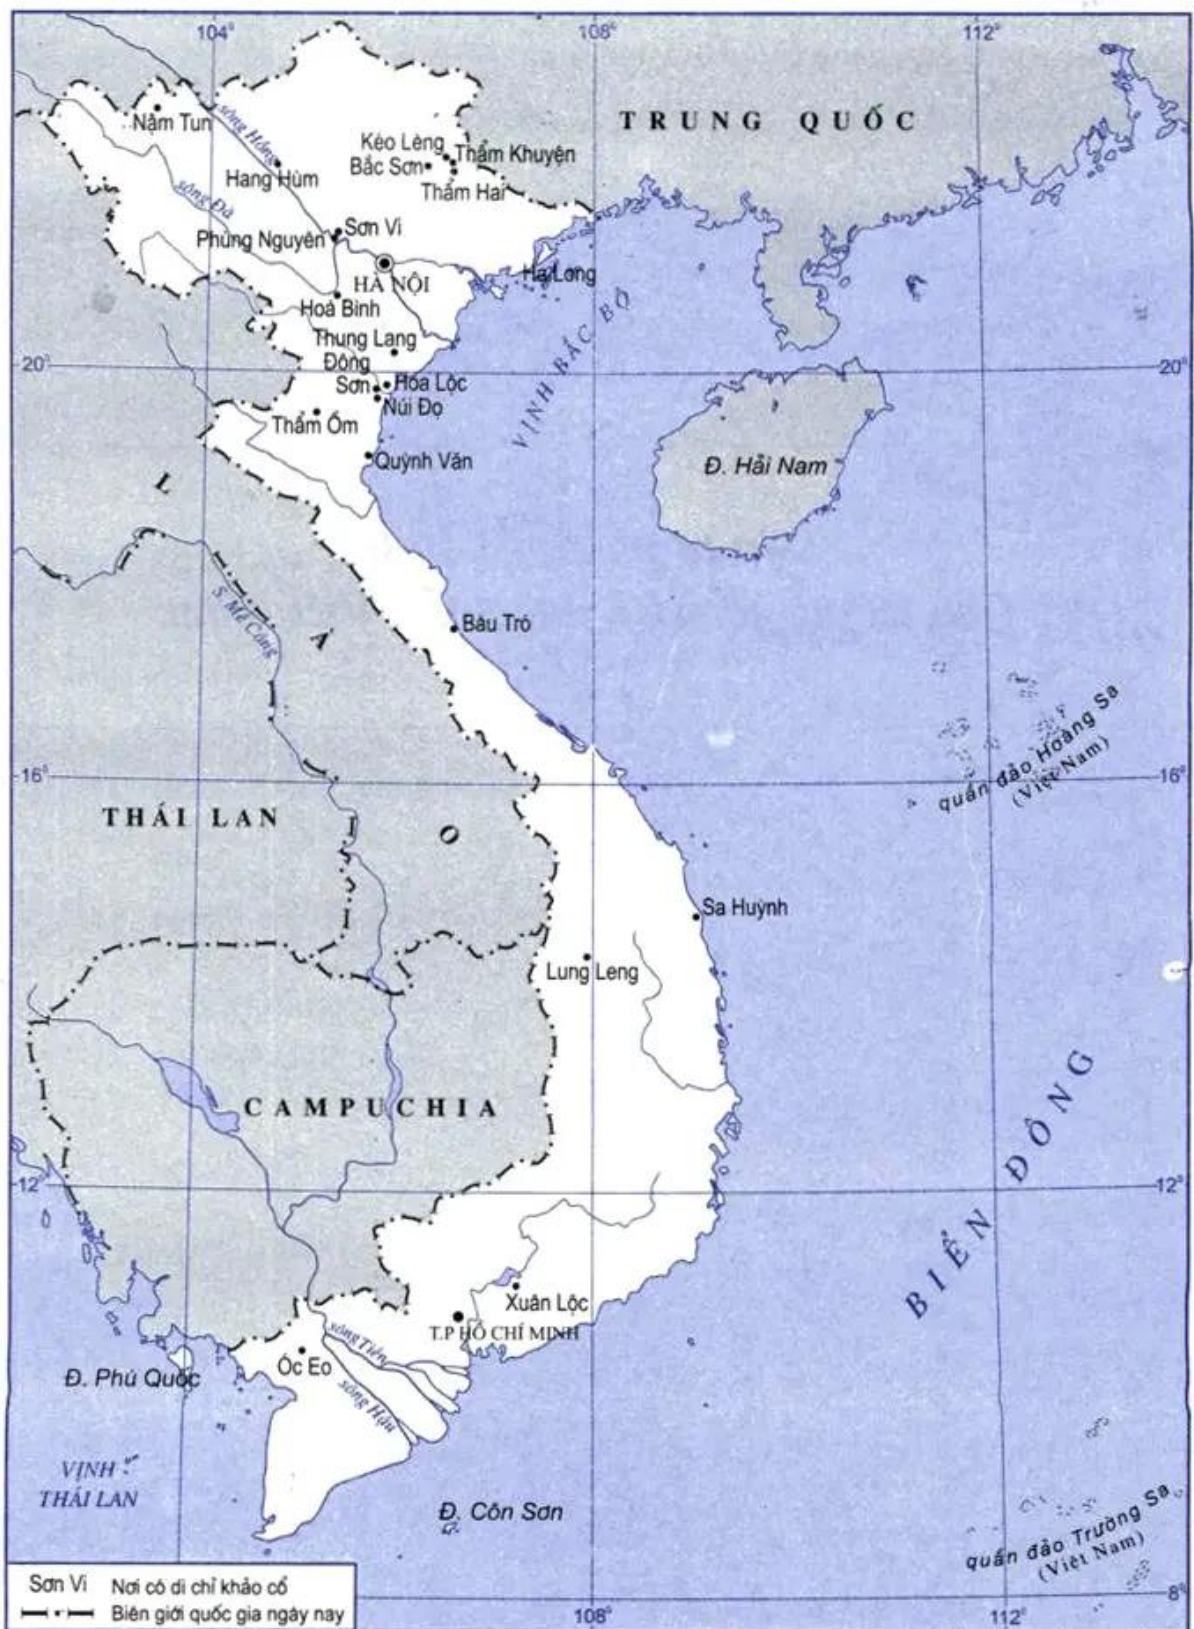 104°
108°
112°
TRUNG QUỐC
Nậm Tun
sông Hồng
Kéo Lèng
Thẩm Khuyên
Bắc Sơn
Hang Hùm
Thẩm Hai
sông Đà
Sơn Vi
Phùng Nguyên
HÀ NỘI
Hạ Long
Hoà Bình
VỊNH BẮC BỘ
Thung Lang
20°
20°
Đông
Sơn
Hoa Lộc
Núi Đọ
Thẩm Ồm
Quỳnh Văn
Đ. Hải Nam
LÀO
S. Mê Công
Bàu Tró
quần đảo Hoàng Sa
(Việt Nam)
16°
16°
THÁI LAN
Sa Huỳnh
Lung Leng
CAMPUCHIA
BIỂN ĐÔNG
12°
12°
Xuân Lộc
T.P HỒ CHÍ MINH
sông Tiền
Óc Eo
sông Hậu
Đ. Phú Quốc
VỊNH
THÁI LAN
Đ. Côn Sơn
quần đảo Trường Sa
(Việt Nam)
8°
Sơn Vi Nơi có di chỉ khảo cổ
Biên giới quốc gia ngày nay
108°
112°